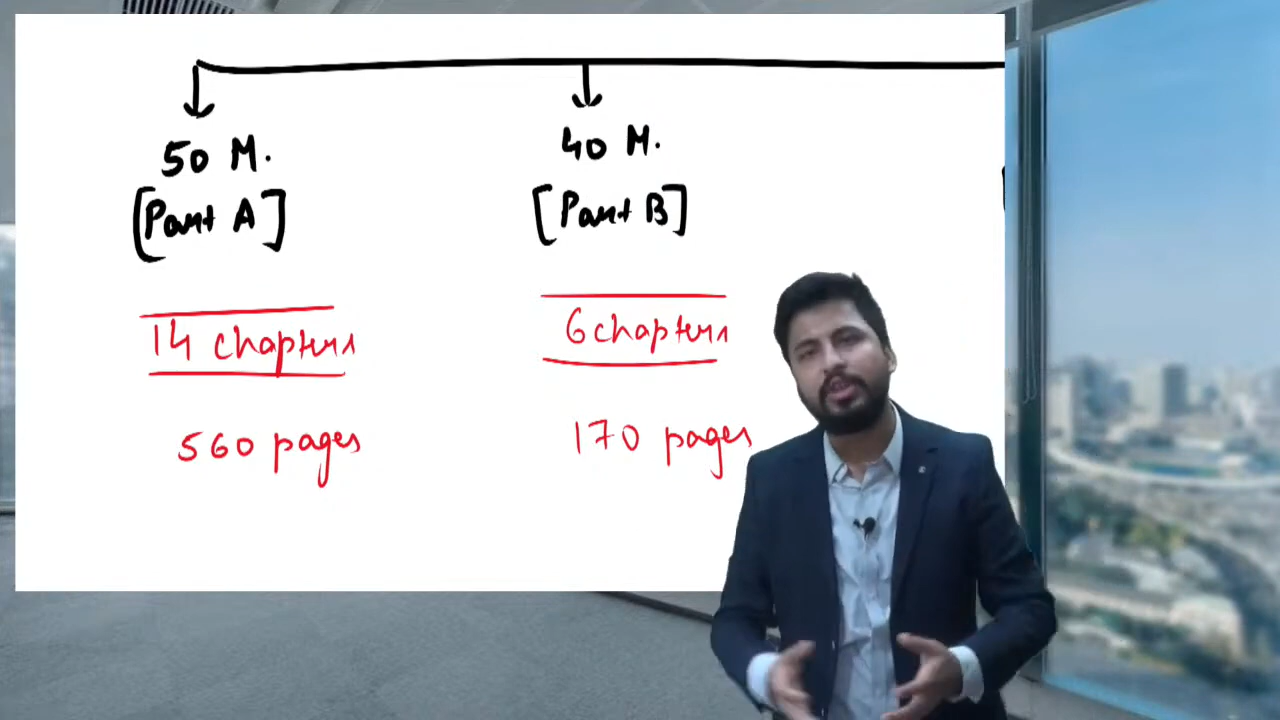 50 M.
[Part A]
14 chapters
560 pages
40 M.
[Part B]
6 chapters
170 pages